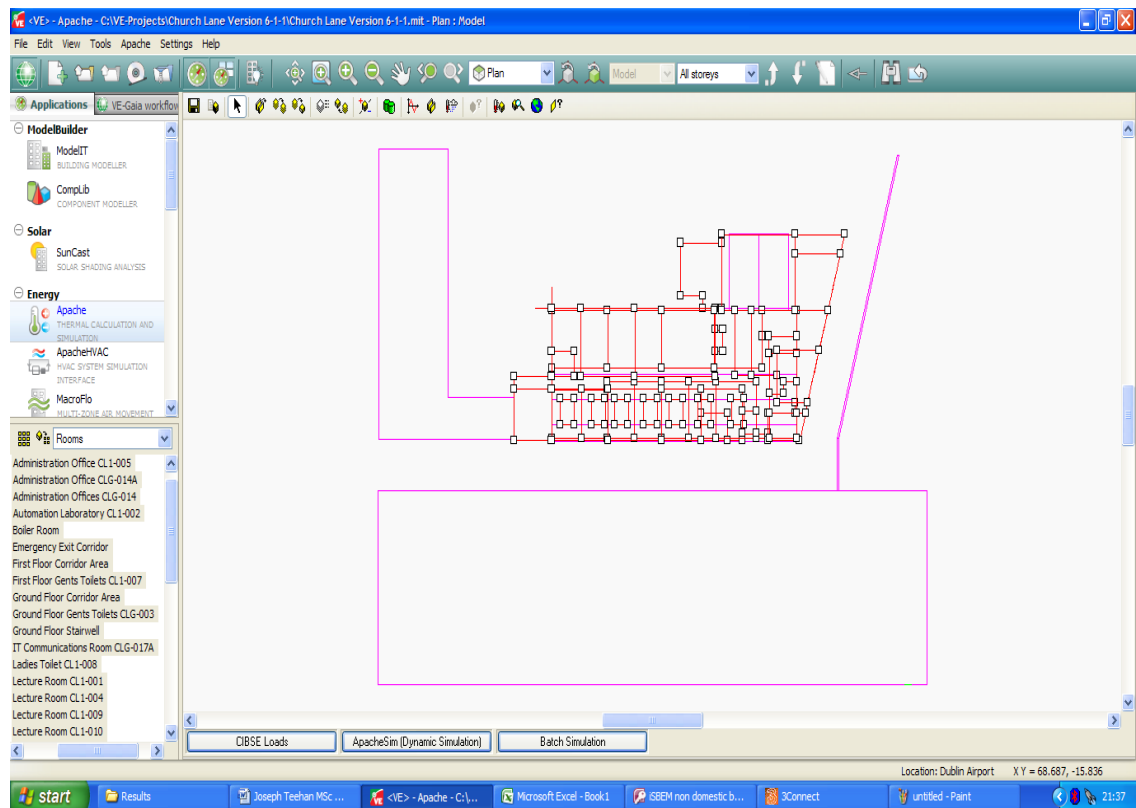 <VE> - Apache - C:\VE-Projects\Church Lane Version 6-1-1\Church Lane Version 6-1-1.mit - Plan : Model
File Edit View Tools Apache Settings Help
Plan Model All storeys
Applications VE-Gaia workflow
ModelBuilder
ModelIT
BUILDING MODELLER
CompLib
COMPONENT MODELLER
Solar
SunCast
SOLAR SHADING ANALYSIS
Energy
Apache
THERMAL CALCULATION AND
SIMULATION
ApacheHVAC
HVAC SYSTEM SIMULATION
INTERFACE
MacroFlo
MULTI-ZONE AIR MOVEMENT
Rooms
Administration Office CL1-005
Administration Office CLG-014A
Administration Offices CLG-014
Automation Laboratory CL1-002
Boiler Room
Emergency Exit Corridor
First Floor Corridor Area
First Floor Gents Toilets CL1-007
Ground Floor Corridor Area
Ground Floor Gents Toilets CLG-003
Ground Floor Stairwell
IT Communications Room CLG-017A
Ladies Toilet CL1-008
Lecture Room CL1-001
Lecture Room CL1-004
Lecture Room CL1-009
Lecture Room CL1-010
CIBSE Loads ApacheSim (Dynamic Simulation) Batch Simulation
Location: Dublin Airport X Y = 68.687, -15.836
start Results Joseph Teehan MSc ... <VE> - Apache - C:\... Microsoft Excel - Book1 iSBEM non domestic b... 3Connect untitled - Paint 21:37